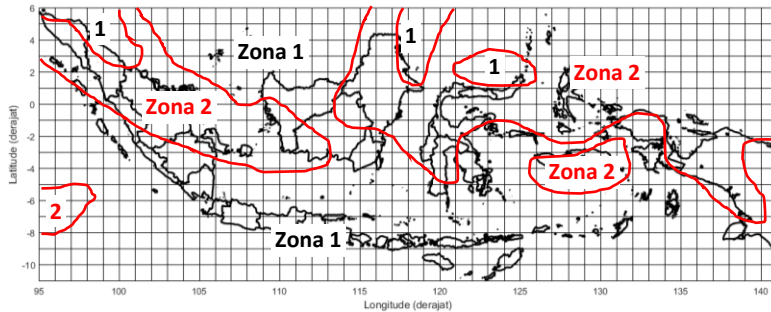 6
4
2
0
-2
-4
-6
-8
-10
Latitude (derajat)
1
Zona 1
1
1
Zona 2
Zona 2
Zona 2
2
Zona 1
95 100 105 110 115 120 125 130 135 140
Longitude (derajat)